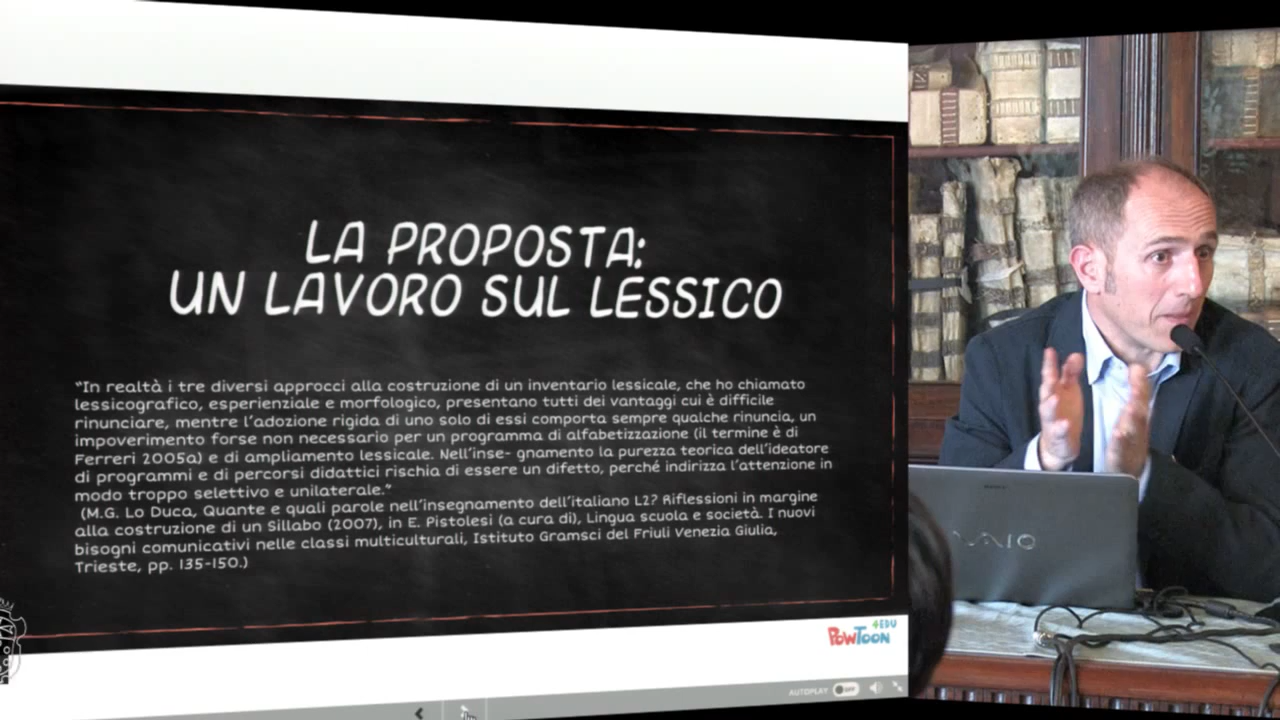 LA PROPOSTA:
UN LAVORO SUL LESSICO
“In realtà i tre diversi approcci alla costruzione di un inventario lessicale, che ho chiamato
lessicografico, esperienziale e morfologico, presentano tutti dei vantaggi cui è difficile
rinunciare, mentre l’adozione rigida di uno solo di essi comporta sempre qualche rinuncia, un
impoverimento forse non necessario per un programma di alfabetizzazione (il termine è di
Ferreri 2005a) e di ampliamento lessicale. Nell’inse- gnamento la purezza teorica dell’ideatore
di programmi e di percorsi didattici rischia di essere un difetto, perché indirizza l’attenzione in
modo troppo selettivo e unilaterale.”
(M.G. Lo Duca, Quante e quali parole nell’insegnamento dell’italiano L2? Riflessioni in margine
alla costruzione di un Sillabo (2007), in E. Pistolesi (a cura di), Lingua scuola e società. I nuovi
bisogni comunicativi nelle classi multiculturali, Istituto Gramsci del Friuli Venezia Giulia,
Trieste, pp. 135-150.)
4EDU
POWTOON
AUTOPLAY OFF
VAIO